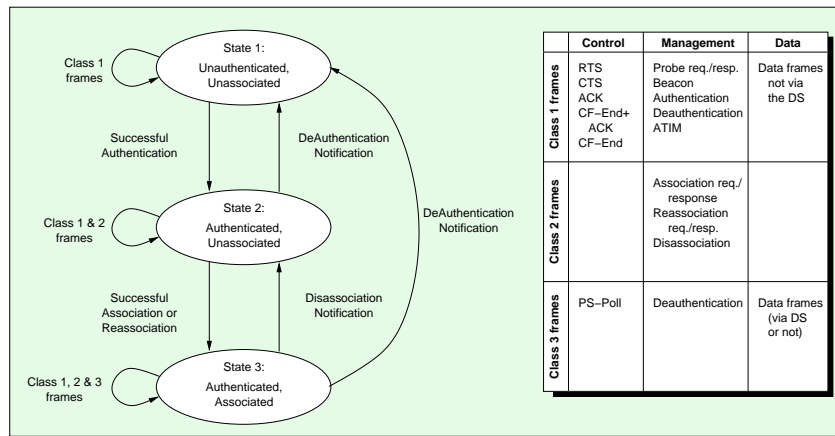 State 1:
Unauthenticated,
Unassociated
Class 1
frames
Successful
Authentication
DeAuthentication
Notification
State 2:
Authenticated,
Unassociated
Class 1 & 2
frames
DeAuthentication
Notification
Successful
Association or
Reassociation
Disassociation
Notification
State 3:
Authenticated,
Associated
Class 1, 2 & 3
frames
Control Management Data
Class 1 frames
RTS
CTS
ACK
CF−End+
ACK
CF−End
Probe req./resp.
Beacon
Authentication
Deauthentication
ATIM
Data frames
not via
the DS
Class 2 frames
Association req./
response
Reassociation
req./resp.
Disassociation
Class 3 frames
PS−Poll
Deauthentication
Data frames
(via DS
or not)